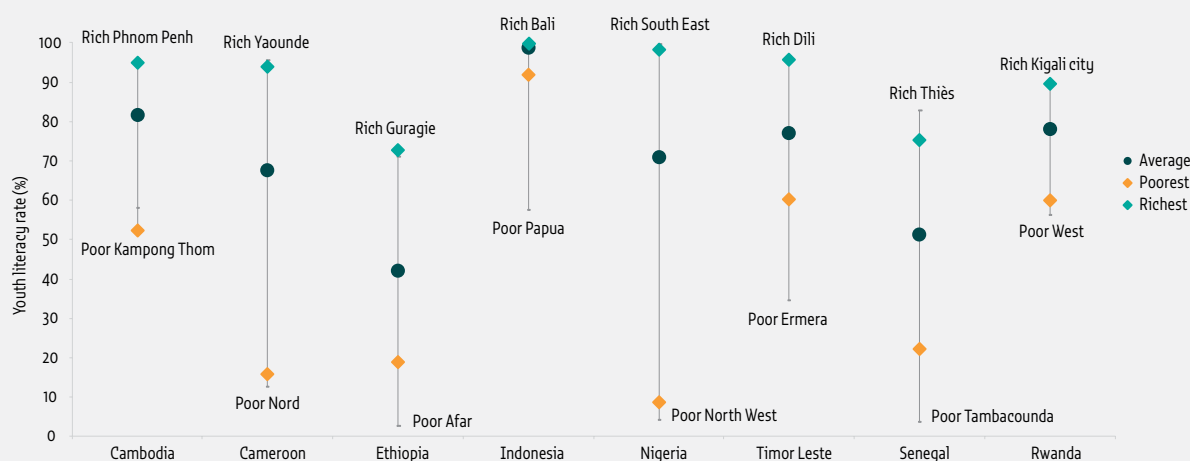 Youth literacy rate (%)
100
90
80
70
60
50
40
30
20
10
0
Rich Phnom Penh
Poor Kampong Thom
Rich Yaounde
Poor Nord
Rich Guragie
Poor Afar
Rich Bali
Poor Papua
Rich South East
Poor North West
Rich Dili
Poor Ermera
Rich Thiès
Poor Tambacounda
Rich Kigali city
Poor West
Average
Poorest
Richest
Cambodia
Cameroon
Ethiopia
Indonesia
Nigeria
Timor Leste
Senegal
Rwanda